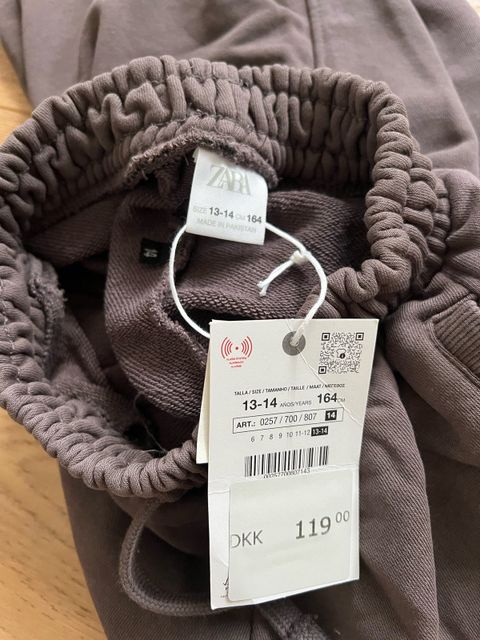 ZARA
SIZE 13-14 CM 164
MADE IN PAKISTAN
TALLA / SIZE / TAMANHO / TAILLE / MAAT / ΜΕΓΕΘΟΣ
13-14 AÑOS/YEARS 164CM
ART.: 0257 / 700 / 807 14
6 7 8 9 10 11-12 13-14
DKK 119 00